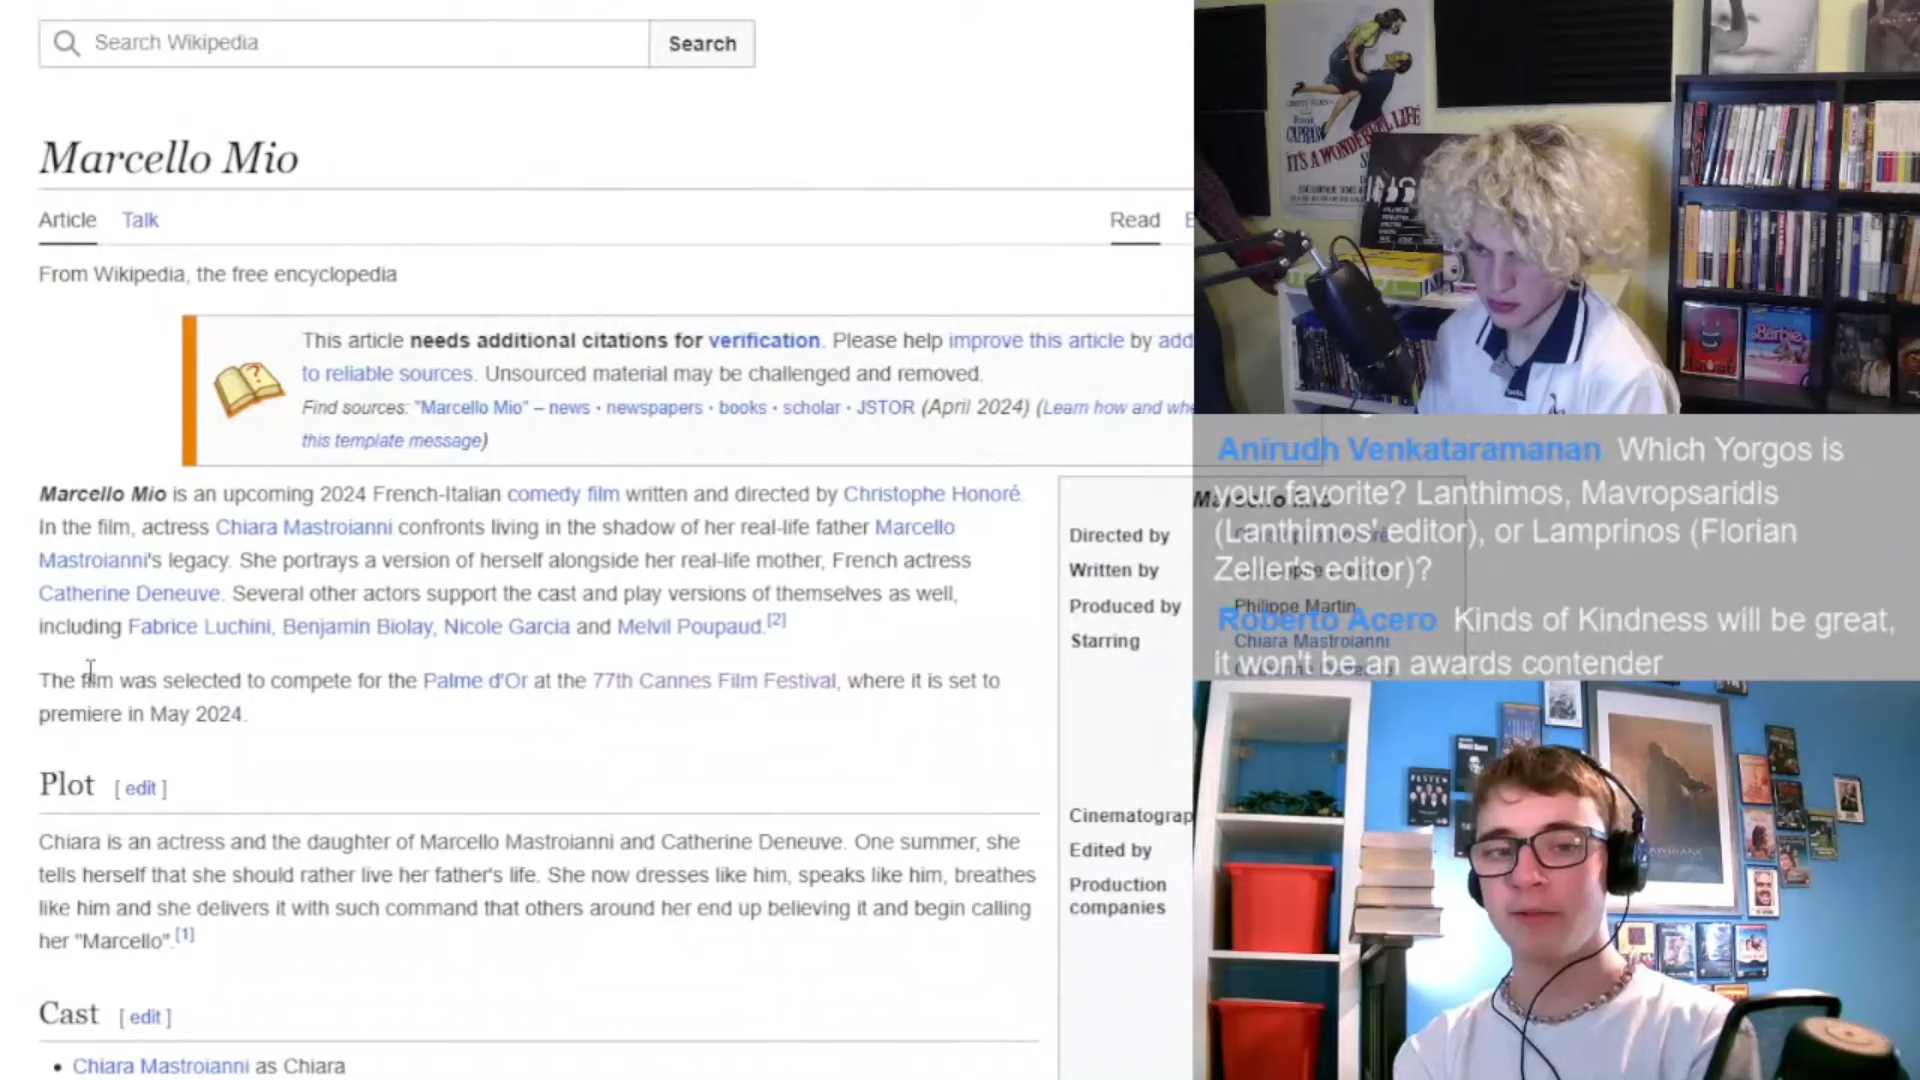 Search Wikipedia
Search
Marcello Mio
Article Talk
Read
From Wikipedia, the free encyclopedia
This article needs additional citations for verification. Please help improve this article by add
to reliable sources. Unsourced material may be challenged and removed.
Find sources: "Marcello Mio" – news · newspapers · books · scholar · JSTOR (April 2024) (Learn how and whe
this template message)
Marcello Mio is an upcoming 2024 French-Italian comedy film written and directed by Christophe Honoré.
In the film, actress Chiara Mastroianni confronts living in the shadow of her real-life father Marcello
Mastroianni's legacy. She portrays a version of herself alongside her real-life mother, French actress
Catherine Deneuve. Several other actors support the cast and play versions of themselves as well,
including Fabrice Luchini, Benjamin Biolay, Nicole Garcia and Melvil Poupaud.[2]
The film was selected to compete for the Palme d'Or at the 77th Cannes Film Festival, where it is set to
premiere in May 2024.
Plot [ edit ]
Chiara is an actress and the daughter of Marcello Mastroianni and Catherine Deneuve. One summer, she
tells herself that she should rather live her father's life. She now dresses like him, speaks like him, breathes
like him and she delivers it with such command that others around her end up believing it and begin calling
her "Marcello".[1]
Cast [ edit ]
• Chiara Mastroianni as Chiara
Marcello Mio
Directed by
Written by
Produced by Philippe Martin
Starring Chiara Mastroianni
Cinematograp
Edited by
Production
companies
IT'S A WONDERFUL LIFE
Barbie
Anirudh Venkataramanan Which Yorgos is
your favorite? Lanthimos, Mavropsaridis
(Lanthimos' editor), or Lamprinos (Florian
Zeller's editor)?
Roberto Acero Kinds of Kindness will be great,
it won't be an awards contender
FESTEN